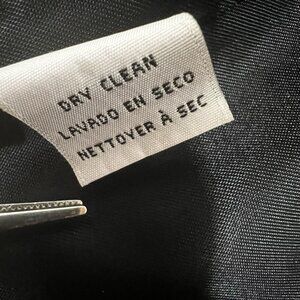 DRY CLEAN
LAVADO EN SECO
NETTOYER À SEC